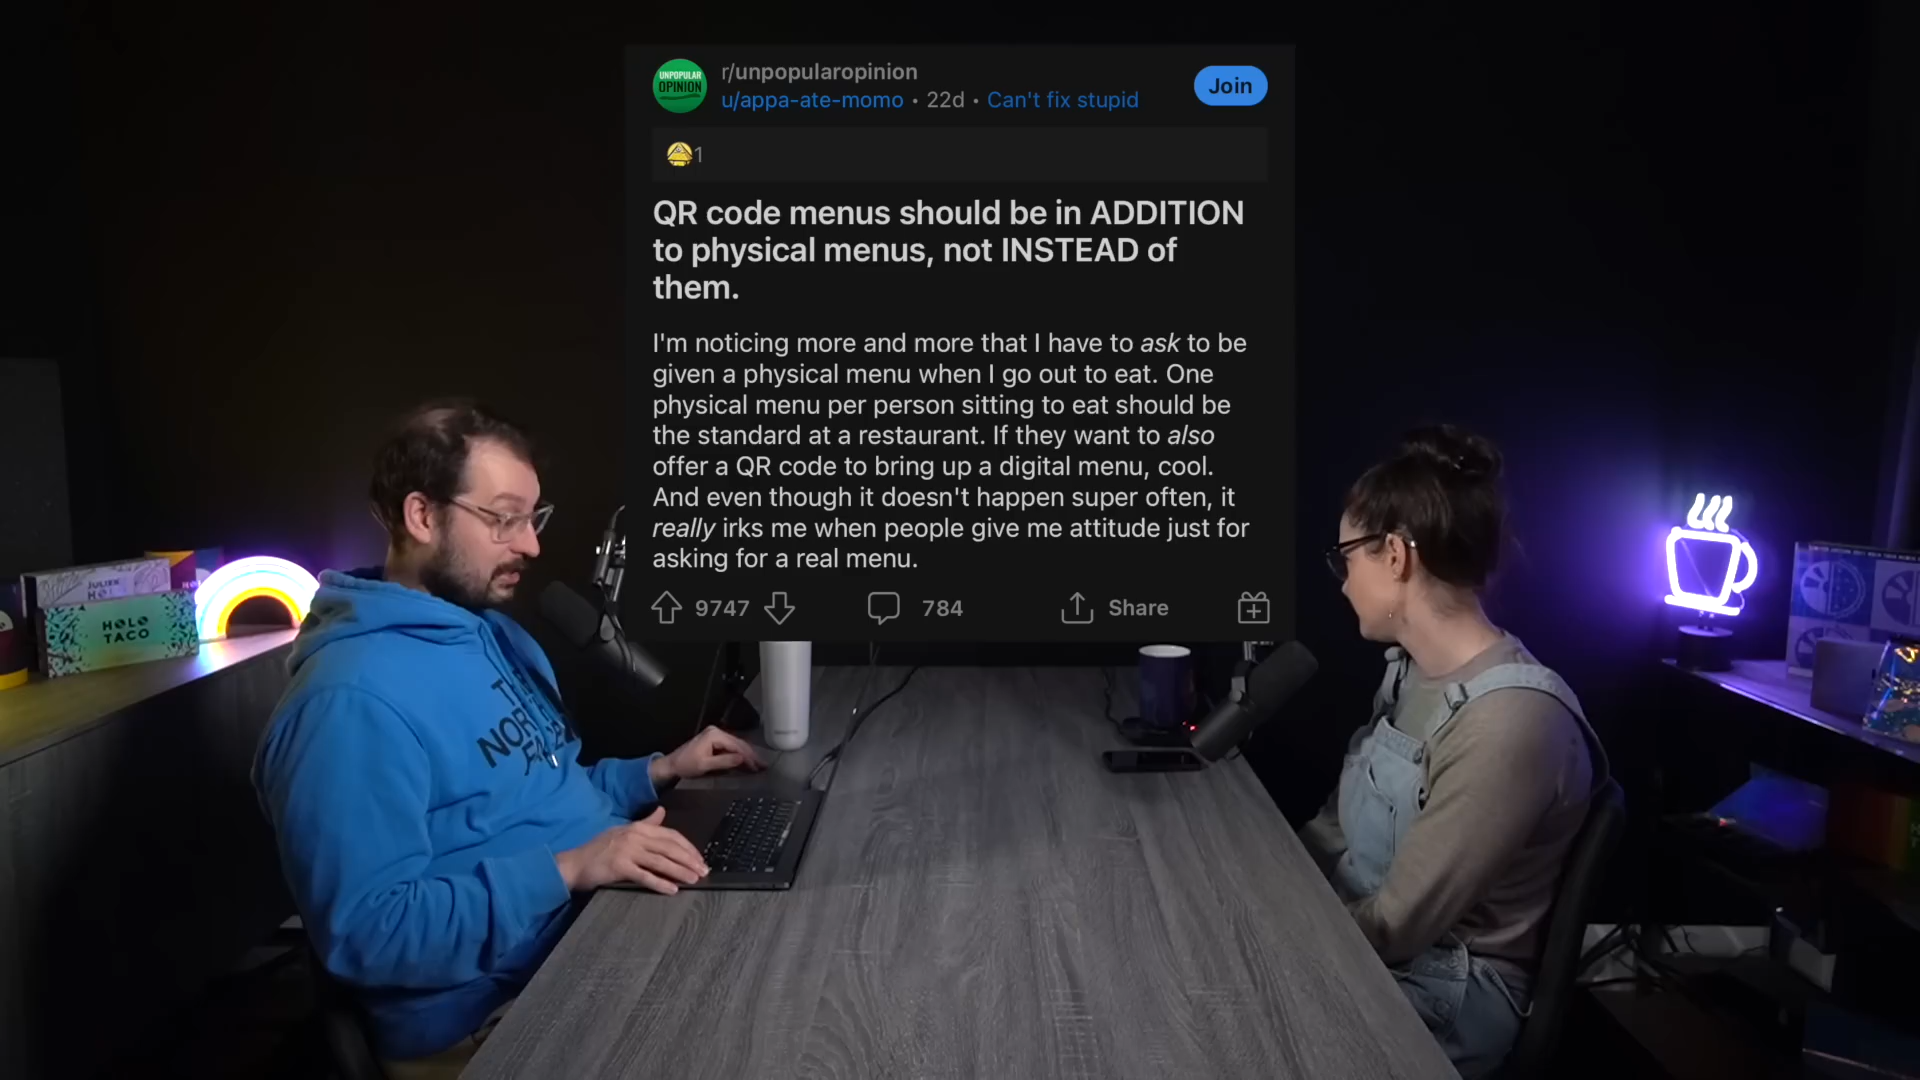 UNPOPULAR
OPINION
r/unpopularopinion
u/appa-ate-momo • 22d • Can't fix stupid
Join
1
QR code menus should be in ADDITION
to physical menus, not INSTEAD of
them.
I'm noticing more and more that I have to ask to be
given a physical menu when I go out to eat. One
physical menu per person sitting to eat should be
the standard at a restaurant. If they want to also
offer a QR code to bring up a digital menu, cool.
And even though it doesn't happen super often, it
really irks me when people give me attitude just for
asking for a real menu.
9747
784
Share
HOLO
TACO